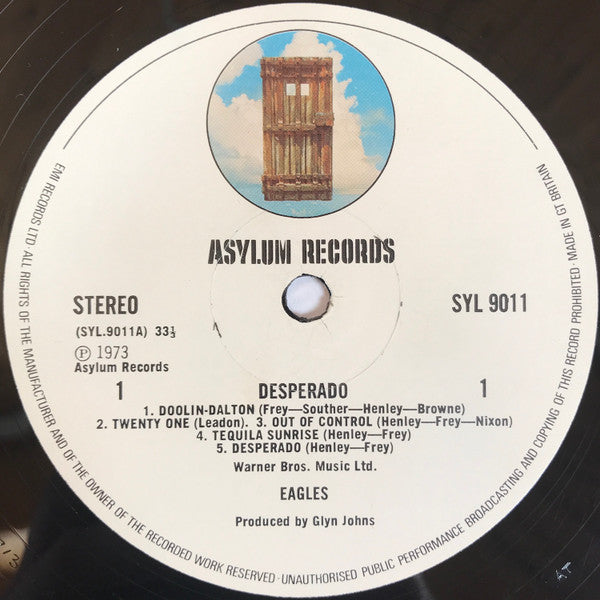 ASYLUM RECORDS
STEREO
SYL 9011
(SYL.9011A) 33⅓
Ⓟ 1973
Asylum Records
1
DESPERADO
1
1. DOOLIN-DALTON (Frey—Souther—Henley—Browne)
2. TWENTY ONE (Leadon). 3. OUT OF CONTROL (Henley—Frey—Nixon)
4. TEQUILA SUNRISE (Henley—Frey)
5. DESPERADO (Henley—Frey)
Warner Bros. Music Ltd.
EAGLES
Produced by Glyn Johns
EMI RECORDS LTD · ALL RIGHTS OF THE MANUFACTURER AND OF THE OWNER OF THE RECORDED WORK RESERVED · UNAUTHORISED PUBLIC PERFORMANCE BROADCASTING AND COPYING OF THIS RECORD PROHIBITED · MADE IN GT BRITAIN